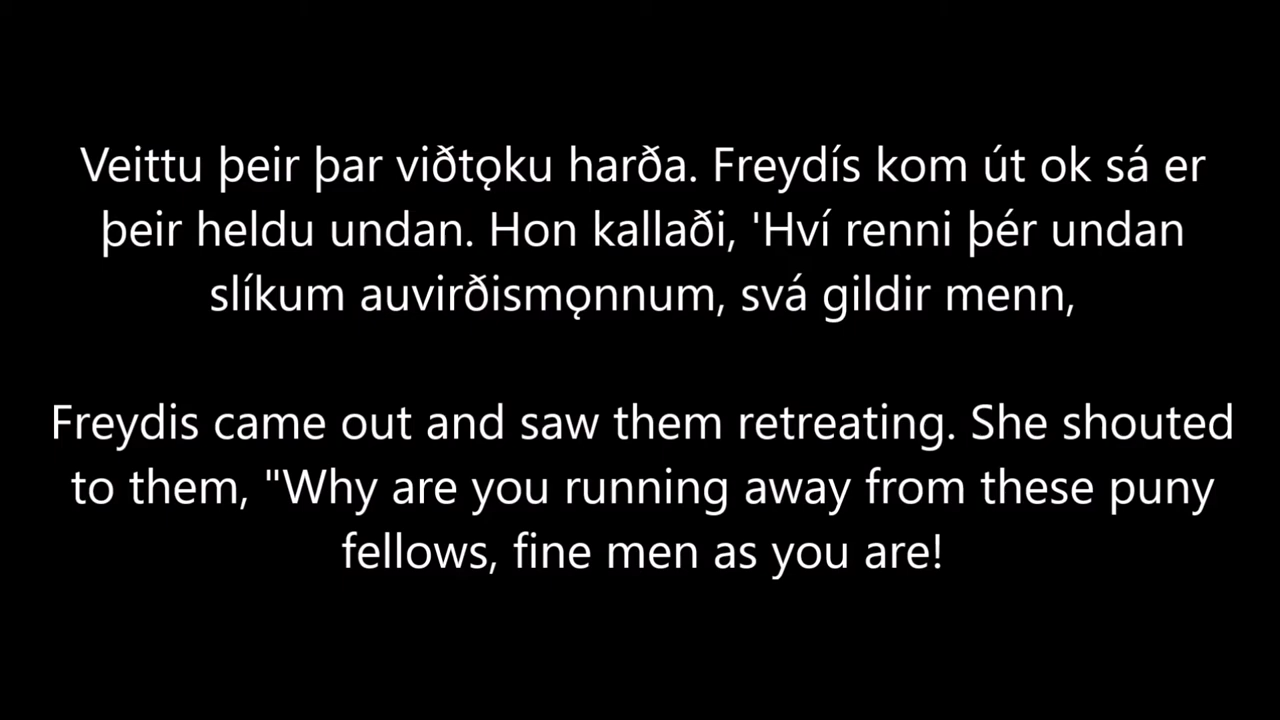 Veittu þeir þar viðtǫku harða. Freydís kom út ok sá er
þeir heldu undan. Hon kallaði, 'Hví renni þér undan
slíkum auvirðismǫnnum, svá gildir menn,
Freydis came out and saw them retreating. She shouted
to them, "Why are you running away from these puny
fellows, fine men as you are!